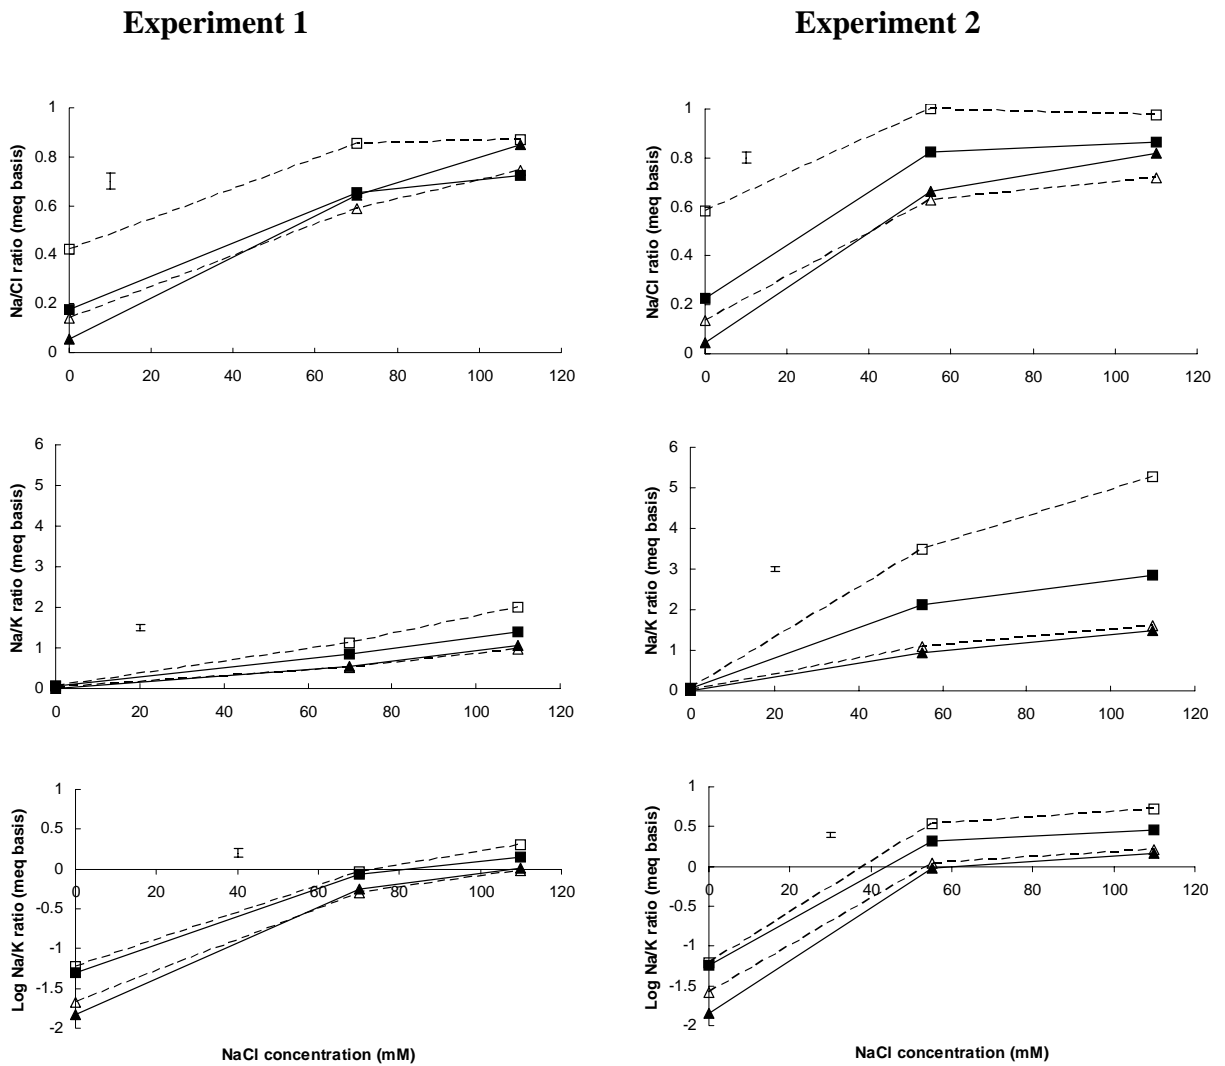 Experiment 1
Experiment 2
Na/Cl ratio (meq basis)
1
0.8
0.6
0.4
0.2
0
0 20 40 60 80 100 120
Na/Cl ratio (meq basis)
1
0.8
0.6
0.4
0.2
0
0 20 40 60 80 100 120
Na/K ratio (meq basis)
6
5
4
3
2
1
0
0 20 40 60 80 100 120
Na/K ratio (meq basis)
6
5
4
3
2
1
0
0 20 40 60 80 100 120
Log Na/K ratio (meq basis)
1
0.5
0
-0.5
-1
-1.5
-2
0 20 40 60 80 100 120
NaCl concentration (mM)
Log Na/K ratio (meq basis)
1
0.5
0
-0.5
-1
-1.5
-2
0 20 40 60 80 100 120
NaCl concentration (mM)